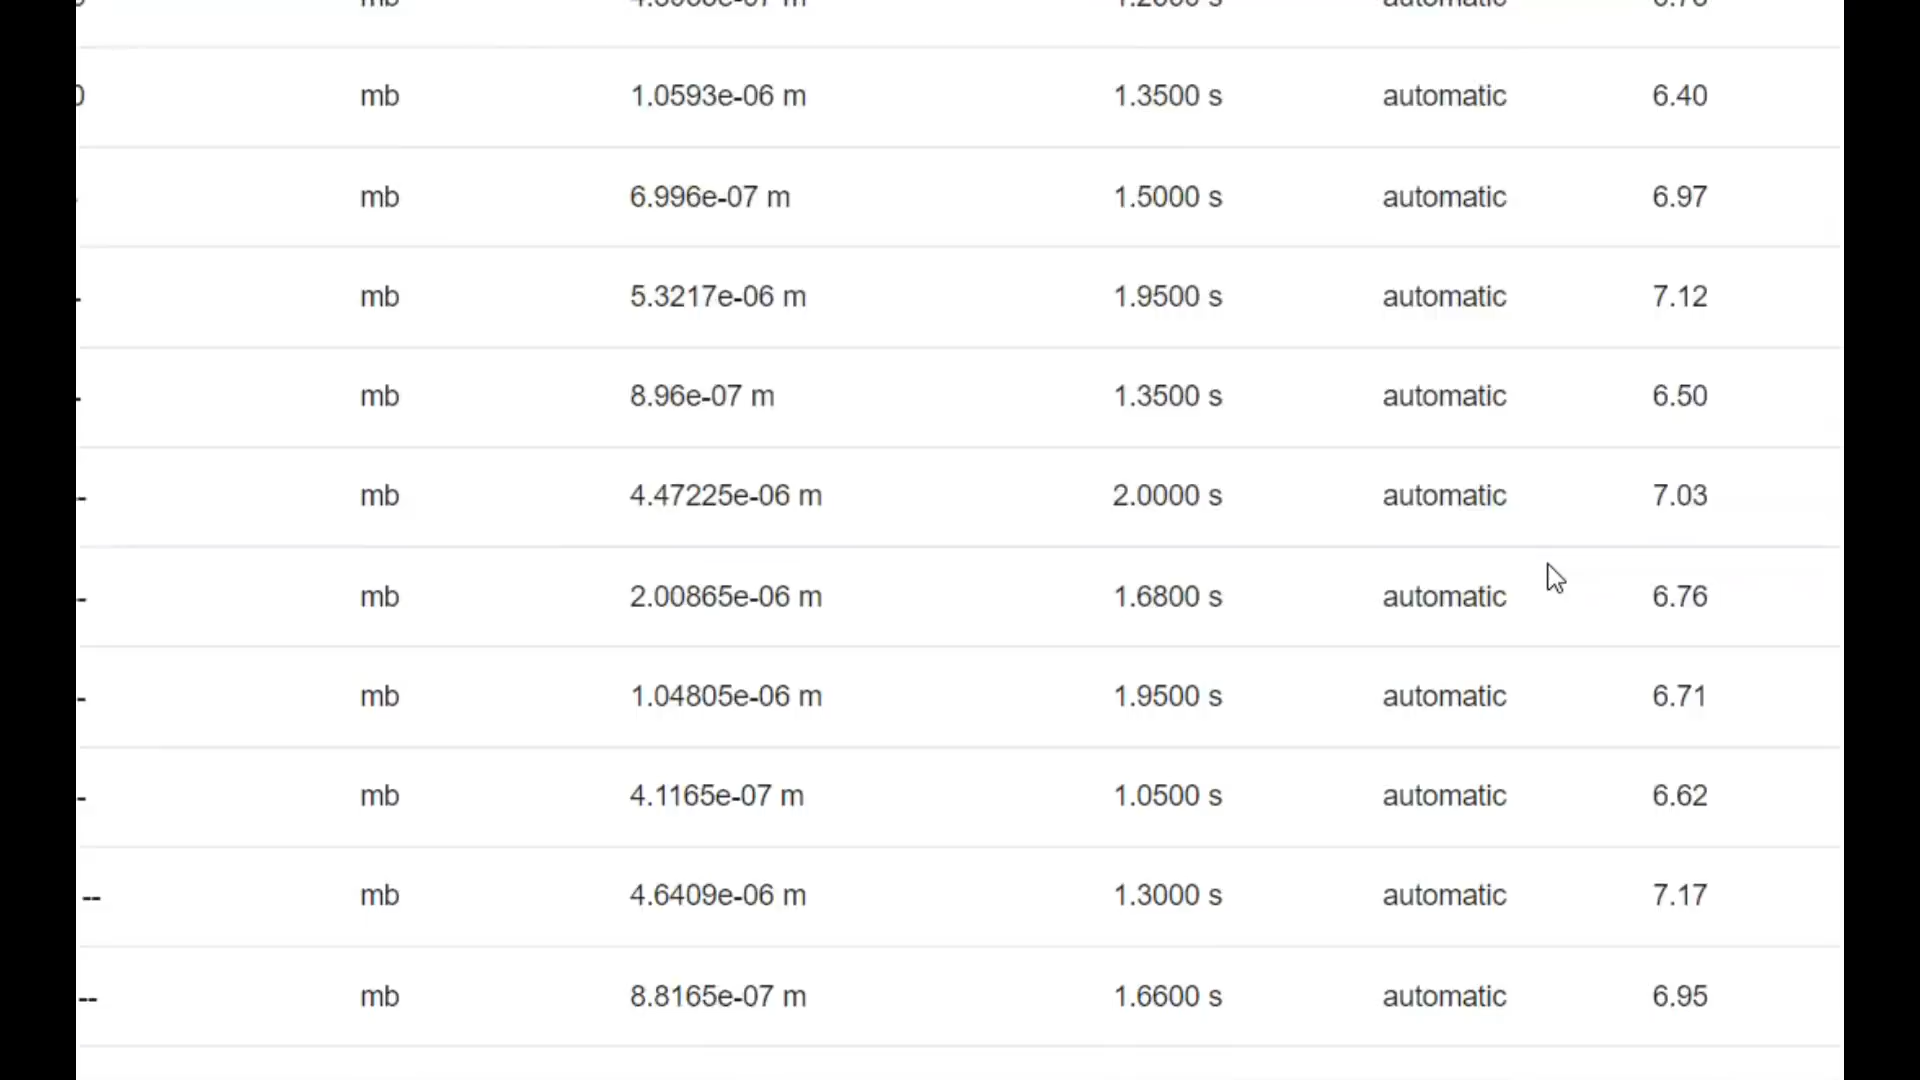 mb automatic
mb 1.0593e-06 m 1.3500 s automatic 6.40
mb 6.996e-07 m 1.5000 s automatic 6.97
mb 5.3217e-06 m 1.9500 s automatic 7.12
mb 8.96e-07 m 1.3500 s automatic 6.50
mb 4.47225e-06 m 2.0000 s automatic 7.03
mb 2.00865e-06 m 1.6800 s automatic 6.76
mb 1.04805e-06 m 1.9500 s automatic 6.71
mb 4.1165e-07 m 1.0500 s automatic 6.62
-- mb 4.6409e-06 m 1.3000 s automatic 7.17
-- mb 8.8165e-07 m 1.6600 s automatic 6.95